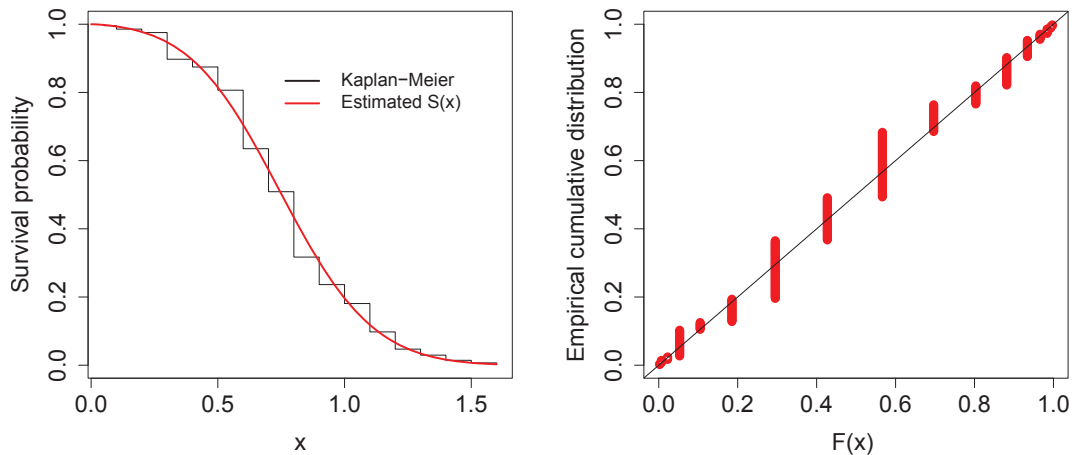 Survival probability
1.0
0.8
0.6
0.4
0.2
0.0
Kaplan−Meier
Estimated S(x)
0.0 0.5 1.0 1.5
x
Empirical cumulative distribution
1.0
0.8
0.6
0.4
0.2
0.0
0.0 0.2 0.4 0.6 0.8 1.0
F(x)